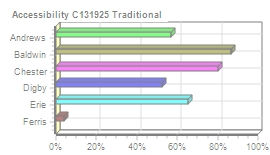 Accessibility C131925 Traditional
Andrews
Baldwin
Chester
Digby
Erie
Ferris
0% 20% 40% 60% 80% 100%